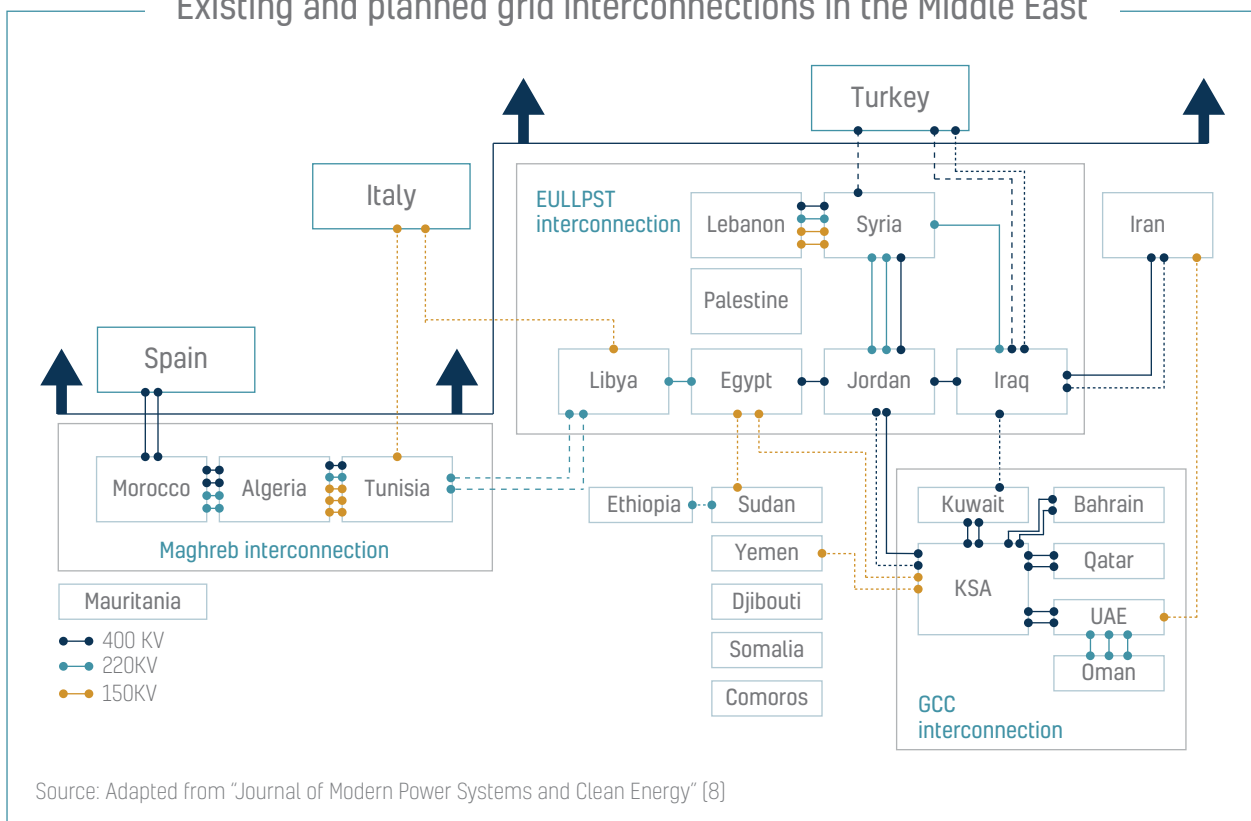 Existing and planned grid interconnections in the Middle East
Turkey
Italy
EULLPST
interconnection
Lebanon
Syria
Iran
Palestine
Spain
Libya
Egypt
Jordan
Iraq
Morocco
Algeria
Tunisia
Maghreb interconnection
Ethiopia
Sudan
Kuwait
Bahrain
Yemen
Qatar
KSA
Mauritania
Djibouti
UAE
400 KV
220KV
150KV
Somalia
Oman
Comoros
GCC
interconnection
Source: Adapted from "Journal of Modern Power Systems and Clean Energy" [8]